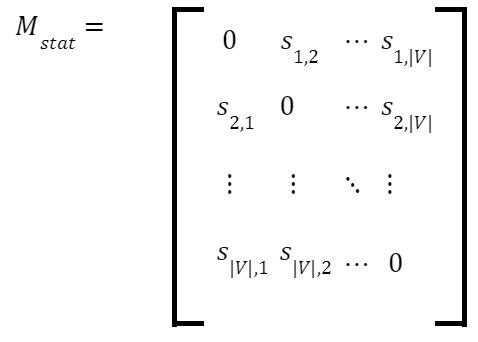 M_stat = [ 0 s_1,2 ⋯ s_1,|V|
s_2,1 0 ⋯ s_2,|V|
⋮ ⋮ ⋱ ⋮
s_|V|,1 s_|V|,2 ⋯ 0 ]